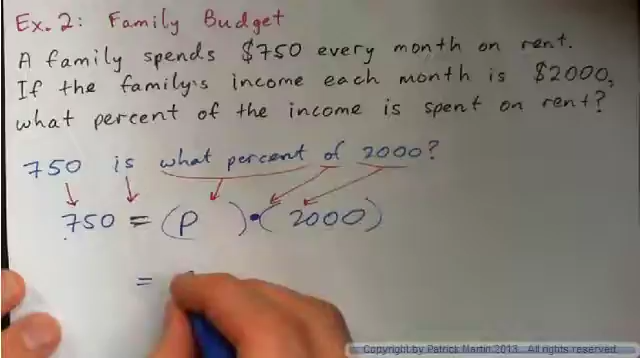 Ex. 2: Family Budget
A family spends $750 every month on rent.
If the family's income each month is $2000,
what percent of the income is spent on rent?
750 is what percent of 2000?
750 = (p )•(2000)
=
Copyright by Patrick Martin 2013. All rights reserved.